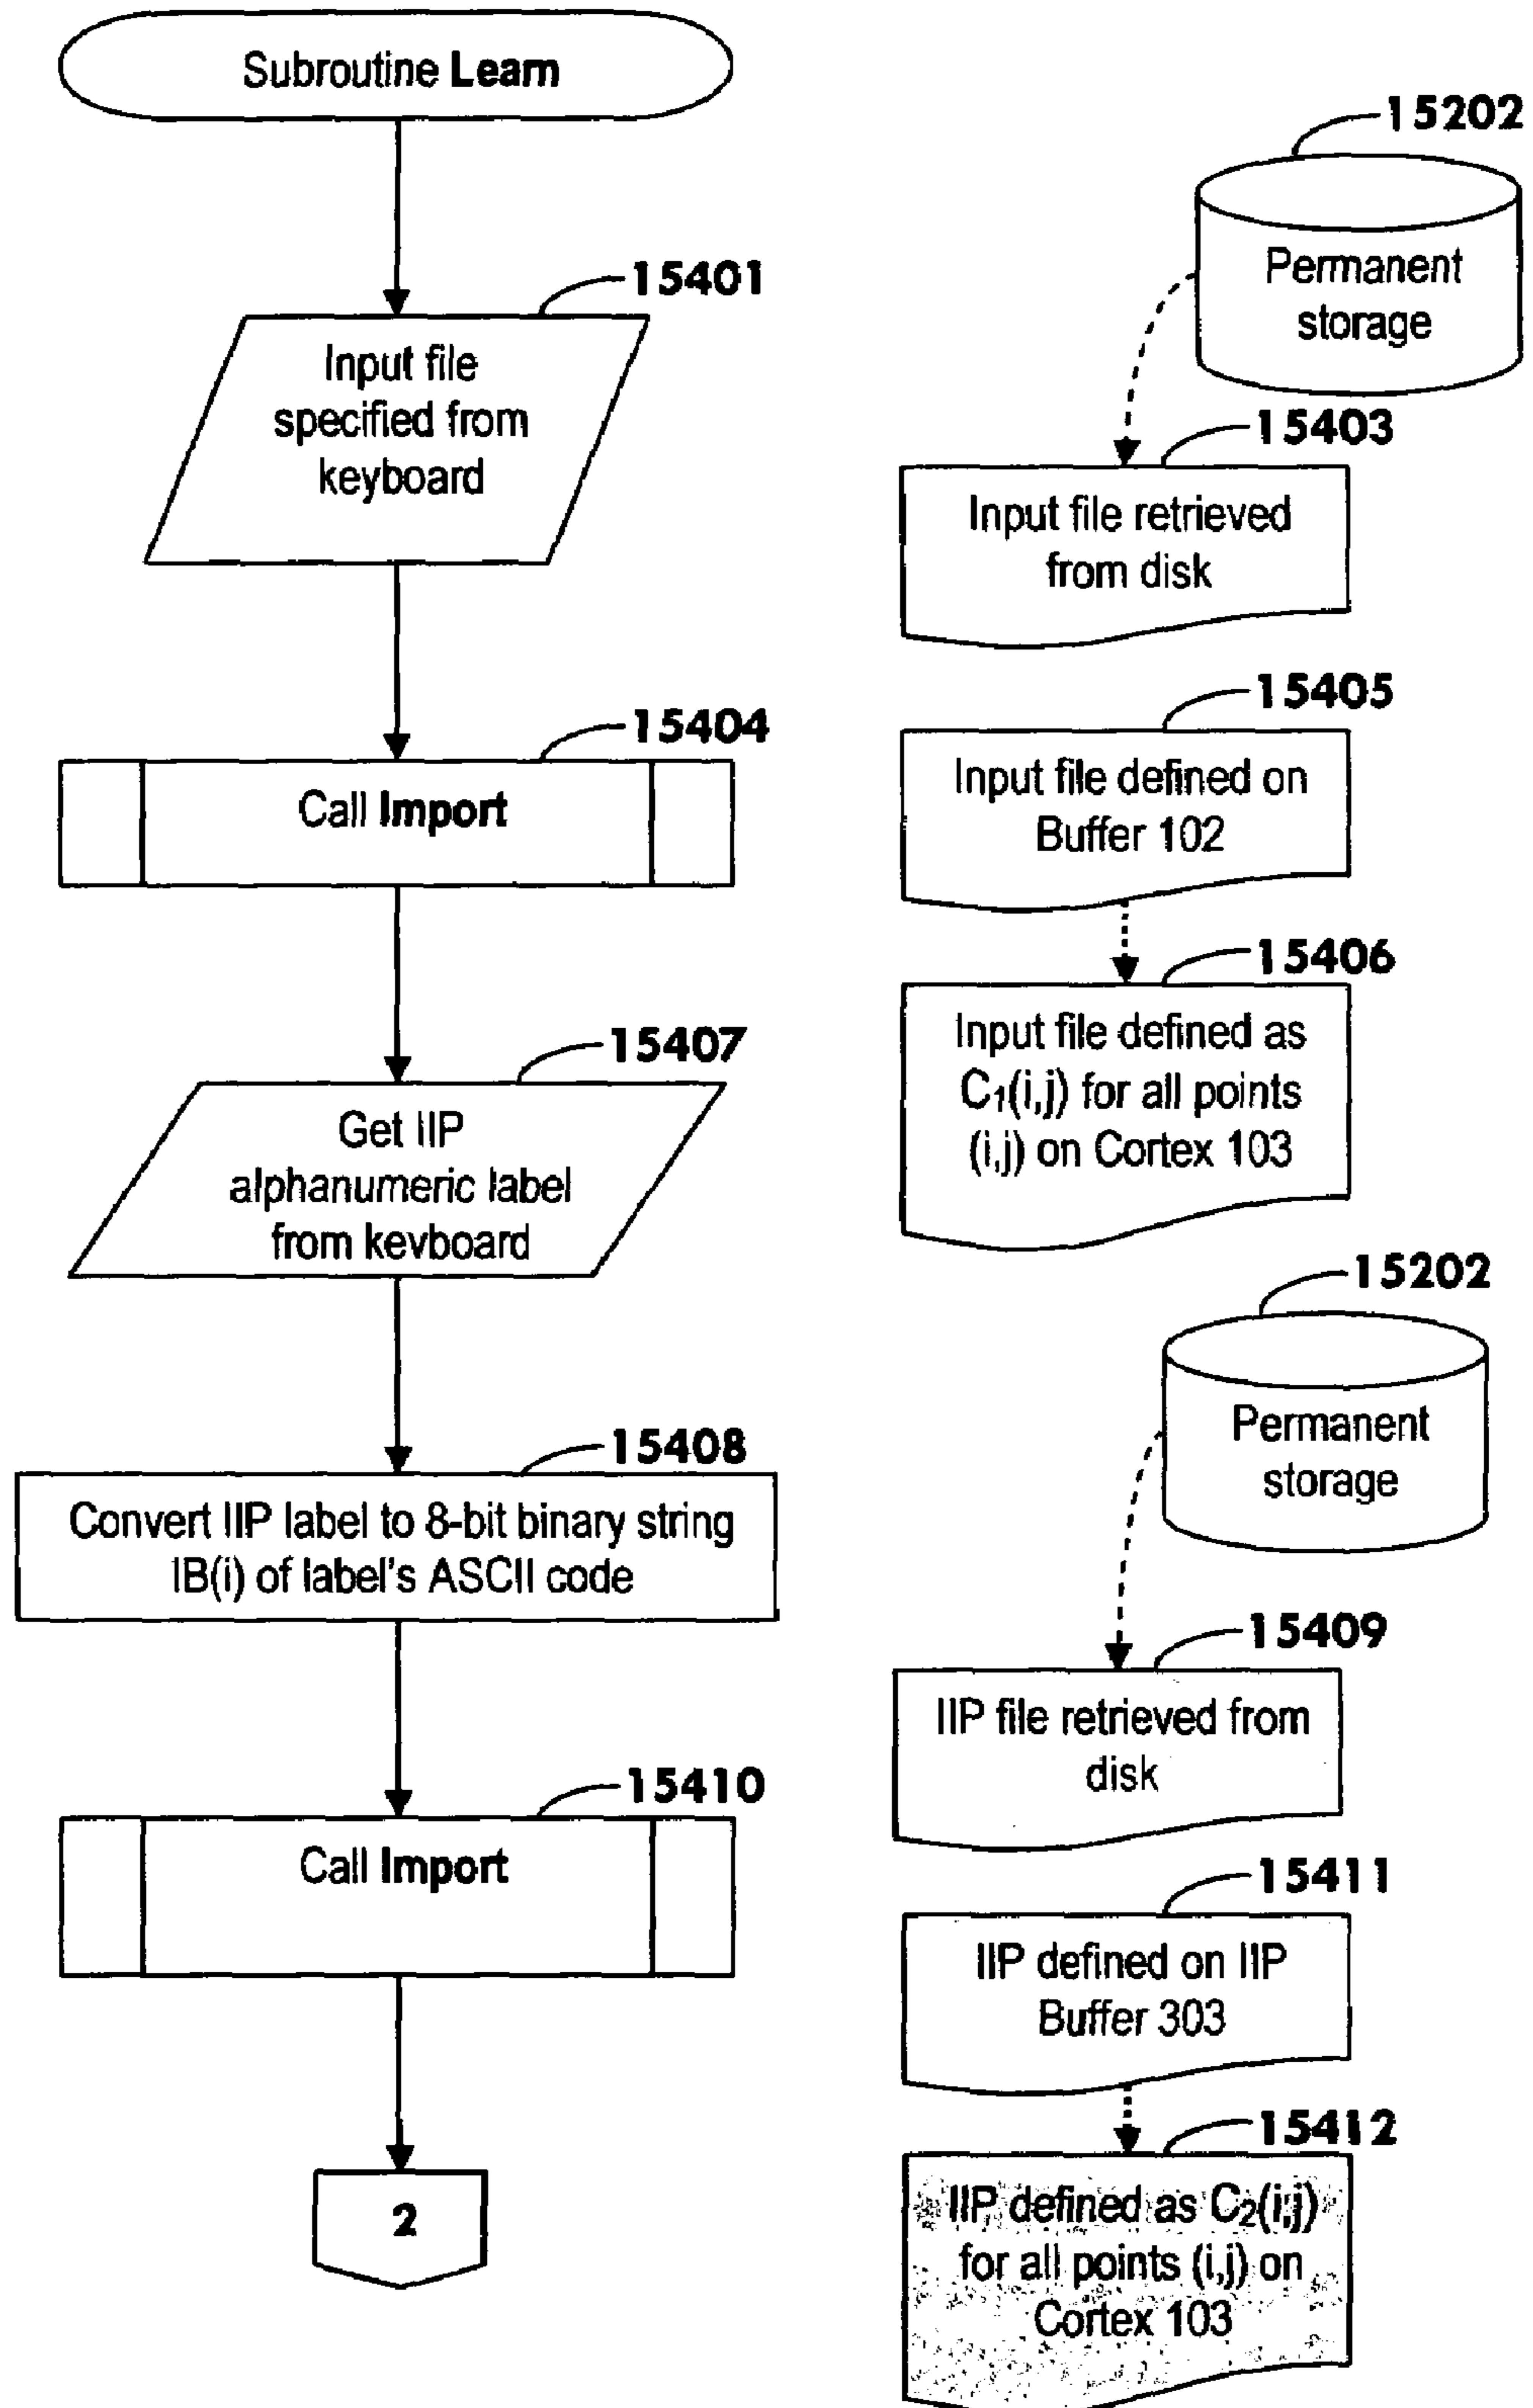 Subroutine Learn
15202
Permanent
storage
15401
Input file
specified from
keyboard
15403
Input file retrieved
from disk
15404
Call Import
15405
Input file defined on
Buffer 102
15406
Input file defined as
C₁(i,j) for all points
(i,j) on Cortex 103
15407
Get IIP
alphanumeric label
from keyboard
15202
Permanent
storage
15408
Convert IIP label to 8-bit binary string
IB(i) of label's ASCII code
15409
IIP file retrieved from
disk
15410
Call Import
15411
IIP defined on IIP
Buffer 303
15412
IIP defined as C₂(i,j)
for all points (i,j) on
Cortex 103
2